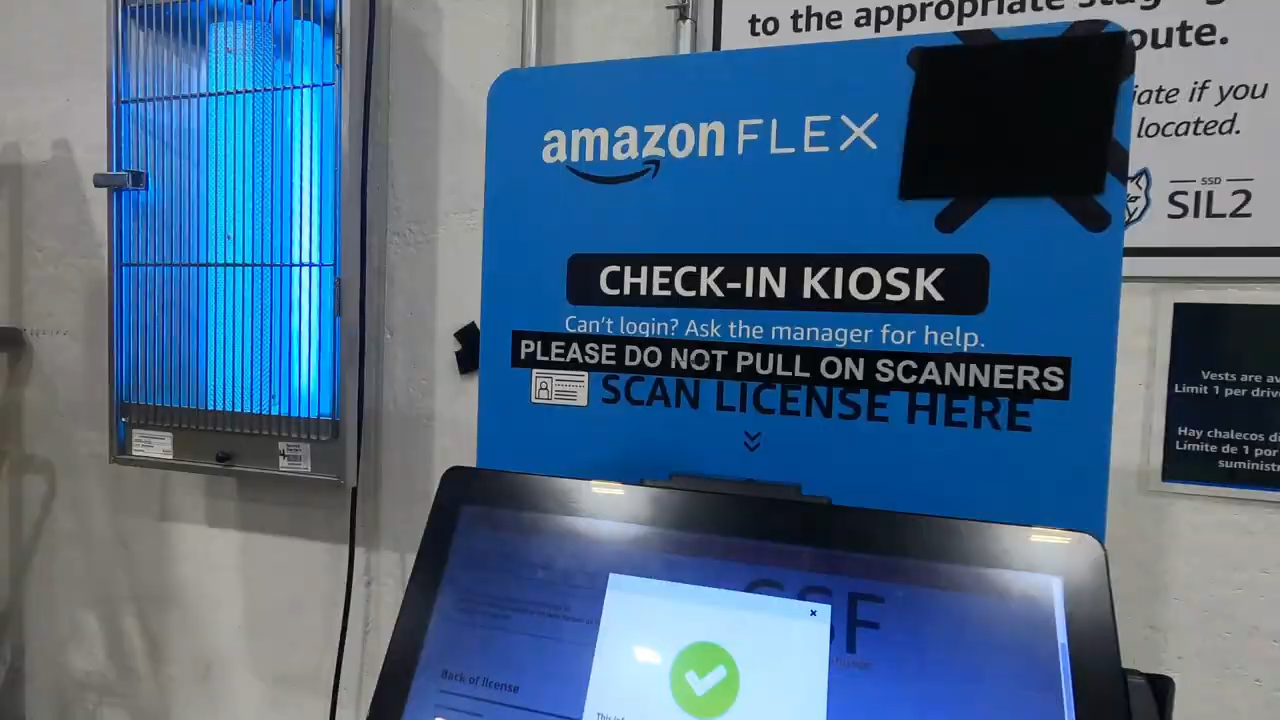 to the appropriate
oute.
iate if you
located.
SSD
SIL2
amazon FLEX
CHECK-IN KIOSK
Can't login? Ask the manager for help.
PLEASE DO NOT PULL ON SCANNERS
SCAN LICENSE HERE
Vests are av
Limit 1 per driv
Hay chalecos di
Límite de 1 por
suminist
Back of license